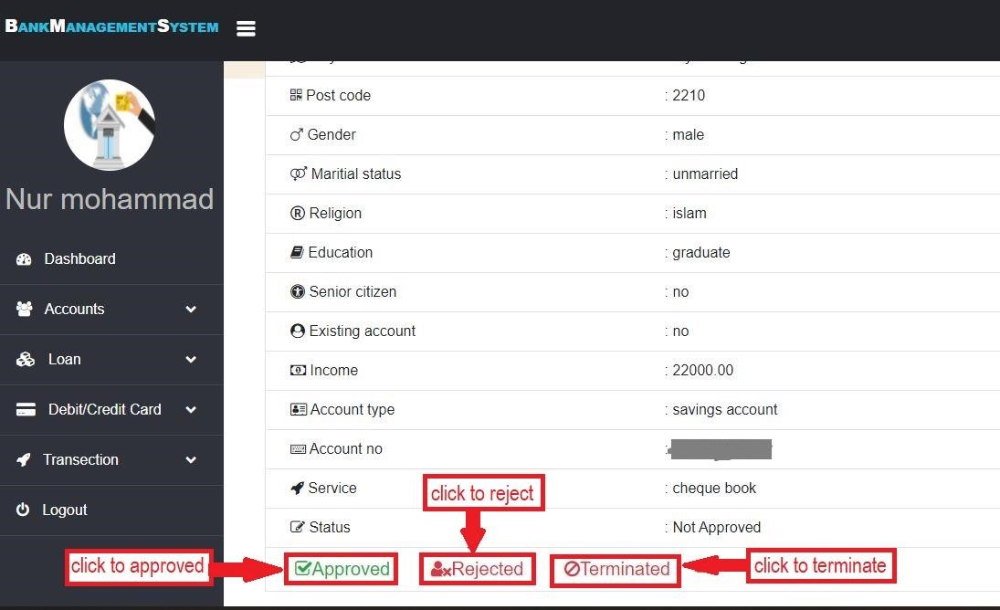 BankManagementSystem
Nur mohammad
Dashboard
Accounts
Loan
Debit/Credit Card
Transection
Logout
Post code : 2210
Gender : male
Maritial status : unmarried
Religion : islam
Education : graduate
Senior citizen : no
Existing account : no
Income : 22000.00
Account type : savings account
Account no :
Service : cheque book
click to reject
Status : Not Approved
click to approved
Approved
Rejected
Terminated
click to terminate